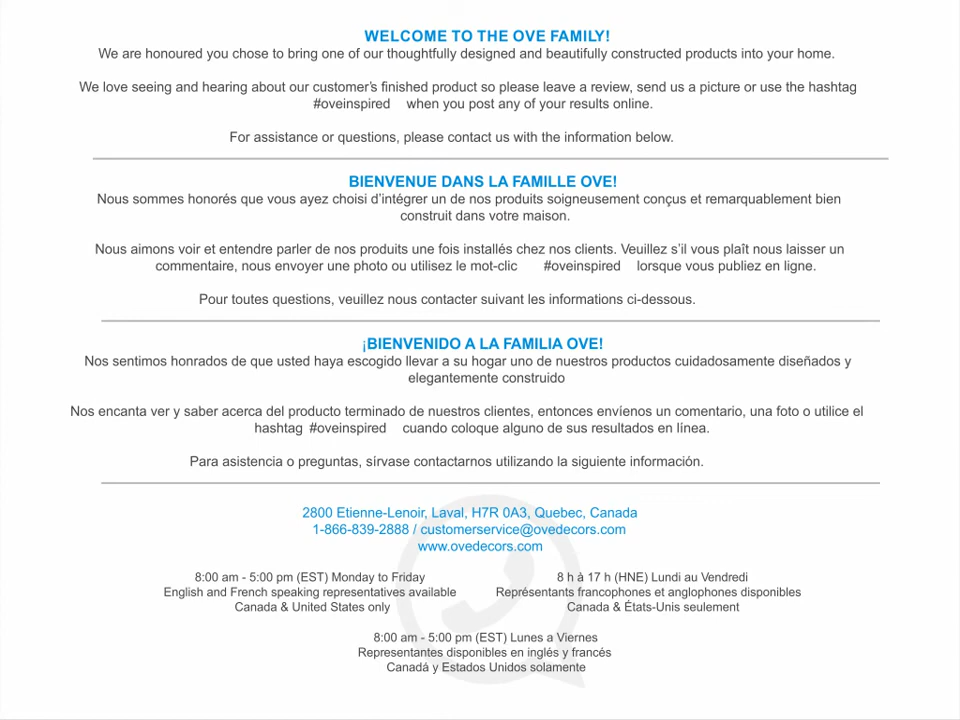 WELCOME TO THE OVE FAMILY!
We are honoured you chose to bring one of our thoughtfully designed and beautifully constructed products into your home.
We love seeing and hearing about our customer's finished product so please leave a review, send us a picture or use the hashtag
#oveinspired when you post any of your results online.
For assistance or questions, please contact us with the information below.
BIENVENUE DANS LA FAMILLE OVE!
Nous sommes honorés que vous ayez choisi d'intégrer un de nos produits soigneusement conçus et remarquablement bien
construit dans votre maison.
Nous aimons voir et entendre parler de nos produits une fois installés chez nos clients. Veuillez s'il vous plaît nous laisser un
commentaire, nous envoyer une photo ou utilisez le mot-clic #oveinspired lorsque vous publiez en ligne.
Pour toutes questions, veuillez nous contacter suivant les informations ci-dessous.
¡BIENVENIDO A LA FAMILIA OVE!
Nos sentimos honrados de que usted haya escogido llevar a su hogar uno de nuestros productos cuidadosamente diseñados y
elegantemente construido
Nos encanta ver y saber acerca del producto terminado de nuestros clientes, entonces envíenos un comentario, una foto o utilice el
hashtag #oveinspired cuando coloque alguno de sus resultados en línea.
Para asistencia o preguntas, sírvase contactarnos utilizando la siguiente información.
2800 Etienne-Lenoir, Laval, H7R 0A3, Quebec, Canada
1-866-839-2888 / customerservice@ovedecors.com
www.ovedecors.com
8:00 am - 5:00 pm (EST) Monday to Friday
English and French speaking representatives available
Canada & United States only
8 h à 17 h (HNE) Lundi au Vendredi
Représentants francophones et anglophones disponibles
Canada & États-Unis seulement
8:00 am - 5:00 pm (EST) Lunes a Viernes
Representantes disponibles en inglés y francés
Canadá y Estados Unidos solamente